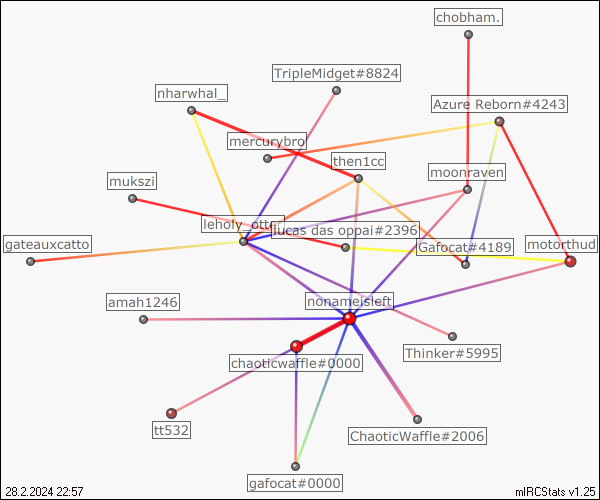 chobham.
TripleMidget#8824
nharwhal_
Azure Reborn#4243
mercurybro
then1cc
moonraven
mukszi
leholy_otte
lucas das oppai#2396
gateauxcatto
Gafocat#4189
motorthud
nonameisleft
amah1246
Thinker#5995
chaoticwaffle#0000
tt532
ChaoticWaffle#2006
gafocat#0000
28.2.2024 22:57
mIRCStats v1.25